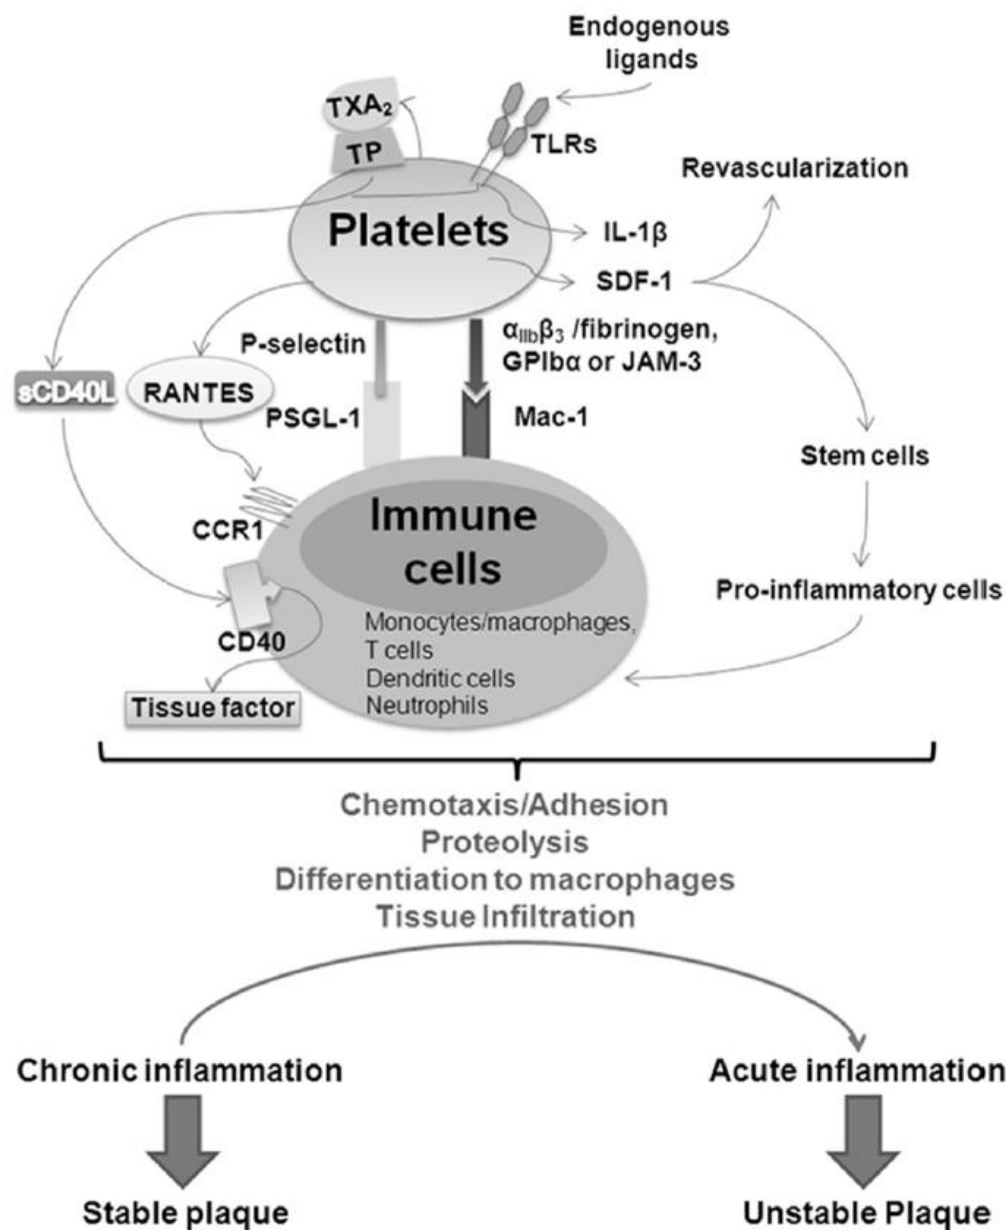 Endogenous
ligands
TXA₂
TP
TLRs
Revascularization
Platelets
IL-1β
SDF-1
P-selectin
α_IIbβ₃ /fibrinogen,
GPIbα or JAM-3
sCD40L
RANTES
PSGL-1
Mac-1
Stem cells
CCR1
Immune
cells
Pro-inflammatory cells
CD40
Monocytes/macrophages,
T cells
Dendritic cells
Neutrophils
Tissue factor
Chemotaxis/Adhesion
Proteolysis
Differentiation to macrophages
Tissue Infiltration
Chronic inflammation
Acute inflammation
Stable plaque
Unstable Plaque